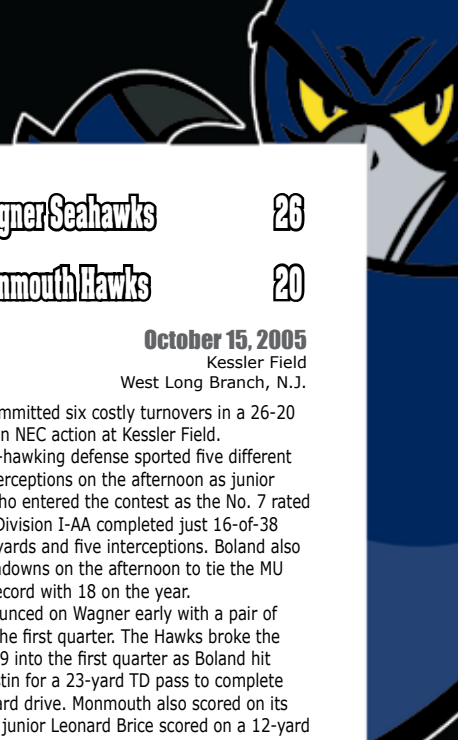 gner Seahawks 26
nmouth Hawks 20
October 15, 2005
Kessler Field
West Long Branch, N.J.
mmitted six costly turnovers in a 26-20
n NEC action at Kessler Field.
-hawking defense sported five different
erceptions on the afternoon as junior
ho entered the contest as the No. 7 rated
Division I-AA completed just 16-of-38
yards and five interceptions. Boland also
hdowns on the afternoon to tie the MU
ecord with 18 on the year.
unced on Wagner early with a pair of
he first quarter. The Hawks broke the
9 into the first quarter as Boland hit
stin for a 23-yard TD pass to complete
ard drive. Monmouth also scored on its
junior Leonard Brice scored on a 12-yard